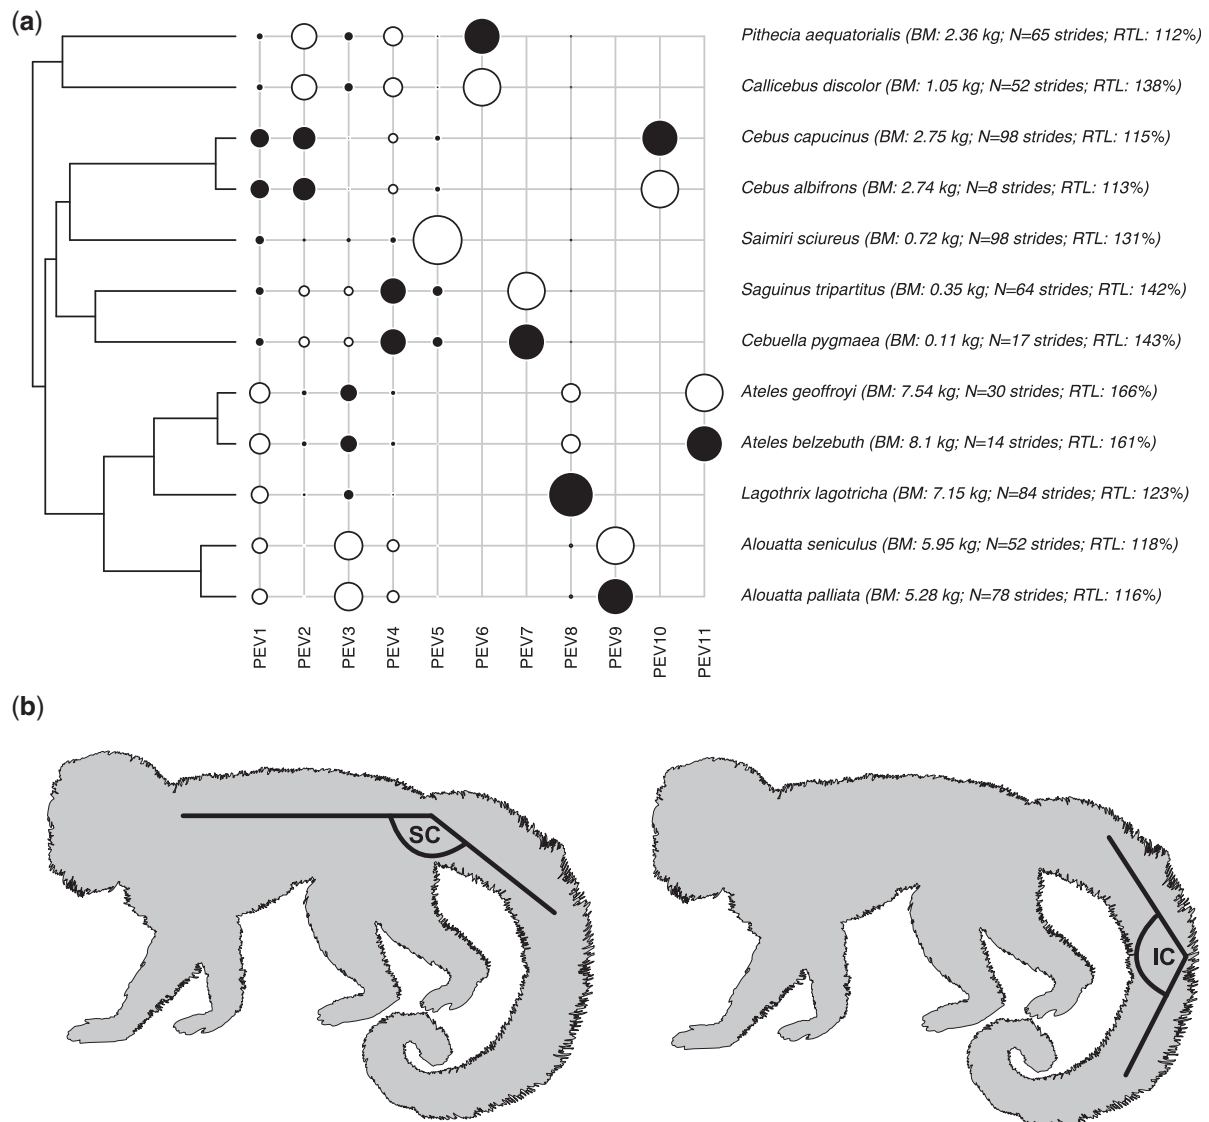 (a)
Pithecia aequatorialis (BM: 2.36 kg; N=65 strides; RTL: 112%)
Callicebus discolor (BM: 1.05 kg; N=52 strides; RTL: 138%)
Cebus capucinus (BM: 2.75 kg; N=98 strides; RTL: 115%)
Cebus albifrons (BM: 2.74 kg; N=8 strides; RTL: 113%)
Saimiri sciureus (BM: 0.72 kg; N=98 strides; RTL: 131%)
Saguinus tripartitus (BM: 0.35 kg; N=64 strides; RTL: 142%)
Cebuella pygmaea (BM: 0.11 kg; N=17 strides; RTL: 143%)
Ateles geoffroyi (BM: 7.54 kg; N=30 strides; RTL: 166%)
Ateles belzebuth (BM: 8.1 kg; N=14 strides; RTL: 161%)
Lagothrix lagotricha (BM: 7.15 kg; N=84 strides; RTL: 123%)
Alouatta seniculus (BM: 5.95 kg; N=52 strides; RTL: 118%)
Alouatta palliata (BM: 5.28 kg; N=78 strides; RTL: 116%)
PEV1
PEV2
PEV3
PEV4
PEV5
PEV6
PEV7
PEV8
PEV9
PEV10
PEV11
(b)
SC
IC